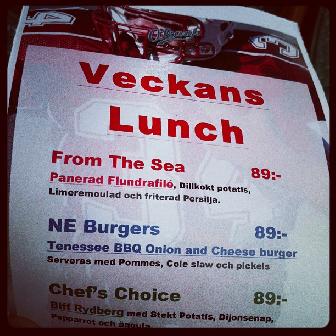 Veckans
Lunch
From The Sea 89:-
Panerad Flundrafilé, Dillkokt potatis,
Limeremoulad och friterad Persilja.
NE Burgers 89:-
Tenessee BBQ Onion and Cheese burger
Serveras med Pommes, Cole slaw och pickels
Chef's Choice 89:-
Biff Rydberg med Stekt Potatis, Dijonsenap,
Pepparrot och äggula